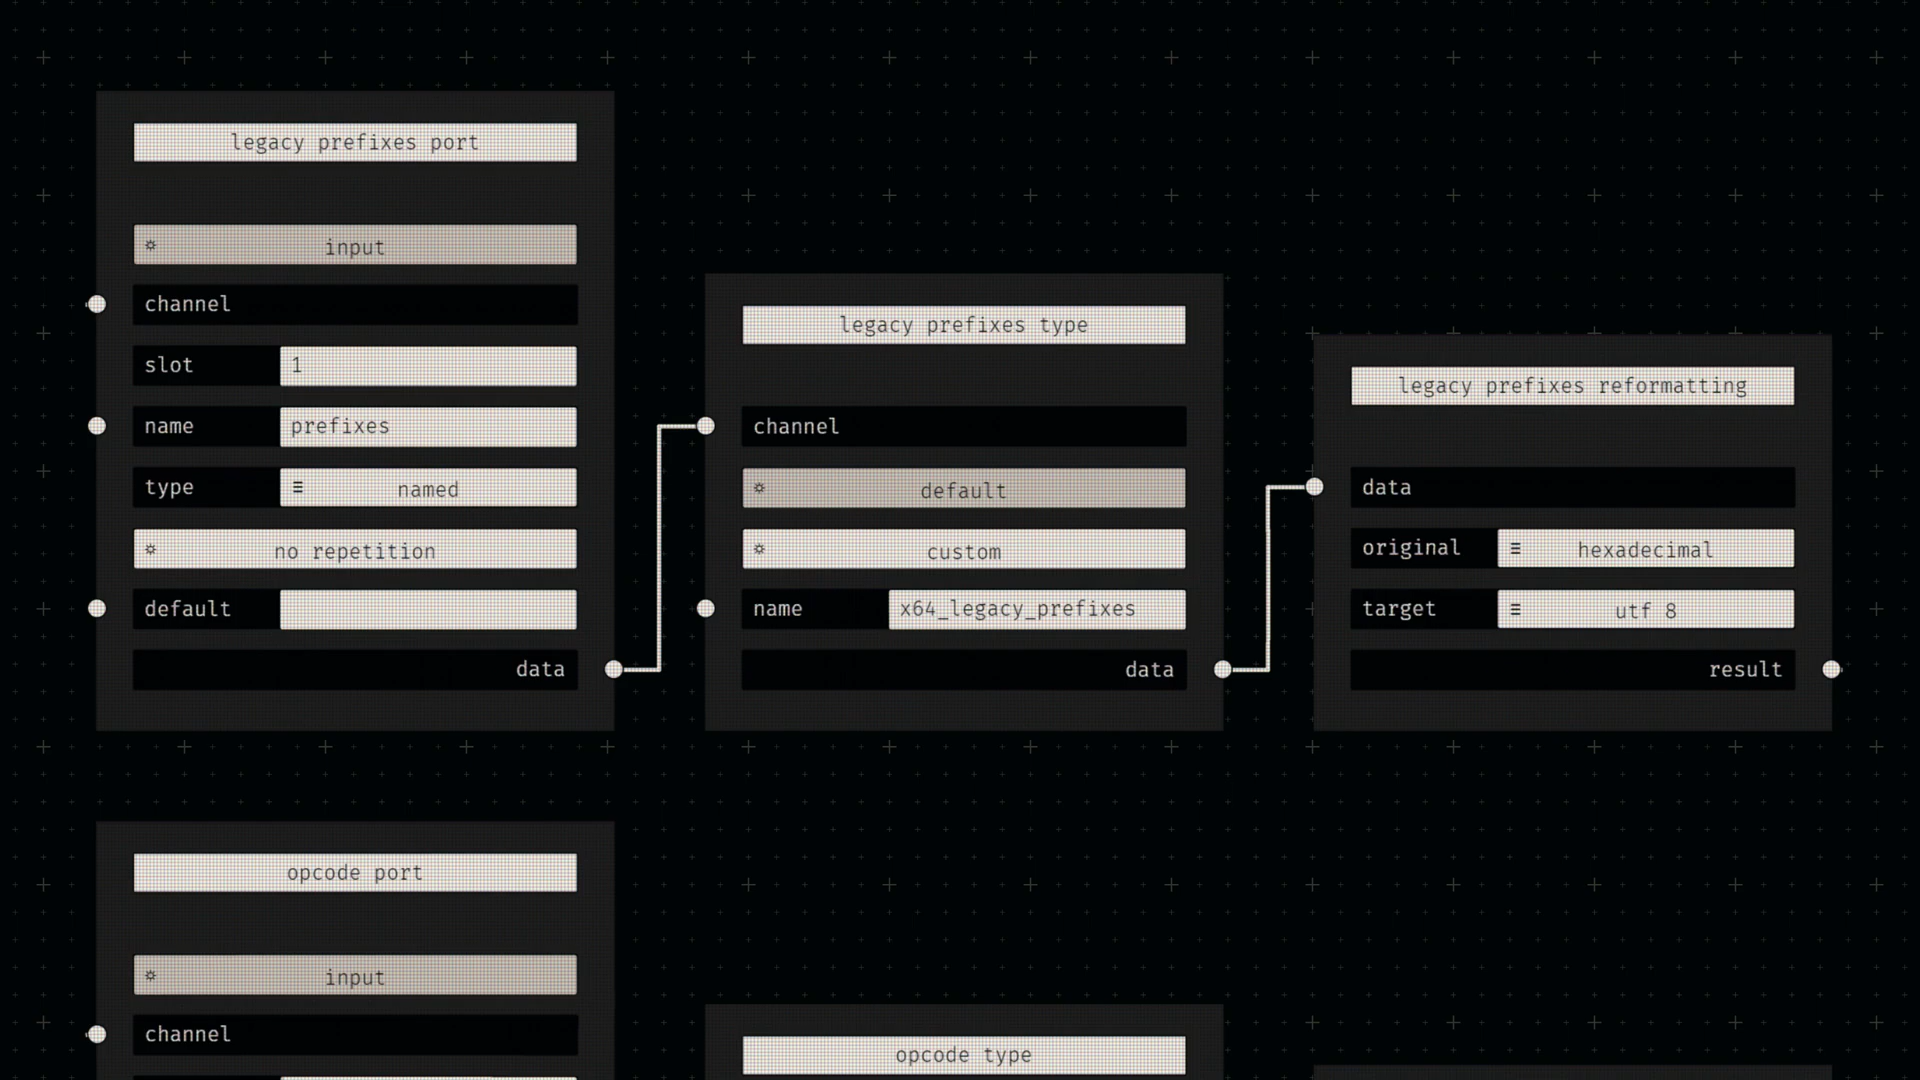 legacy prefixes port
input
channel
slot 1
name prefixes
type named
no repetition
default
data
legacy prefixes type
channel
default
custom
name x64_legacy_prefixes
data
legacy prefixes reformatting
data
original hexadecimal
target utf 8
result
opcode port
input
channel
opcode type